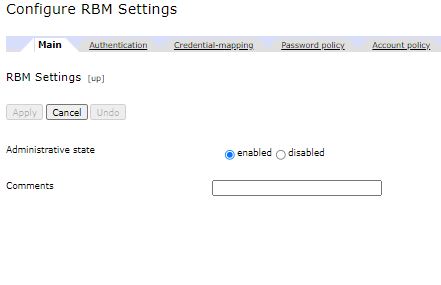 Configure RBM Settings
Main Authentication Credential-mapping Password policy Account policy
RBM Settings [up]
Apply Cancel Undo
Administrative state enabled disabled
Comments